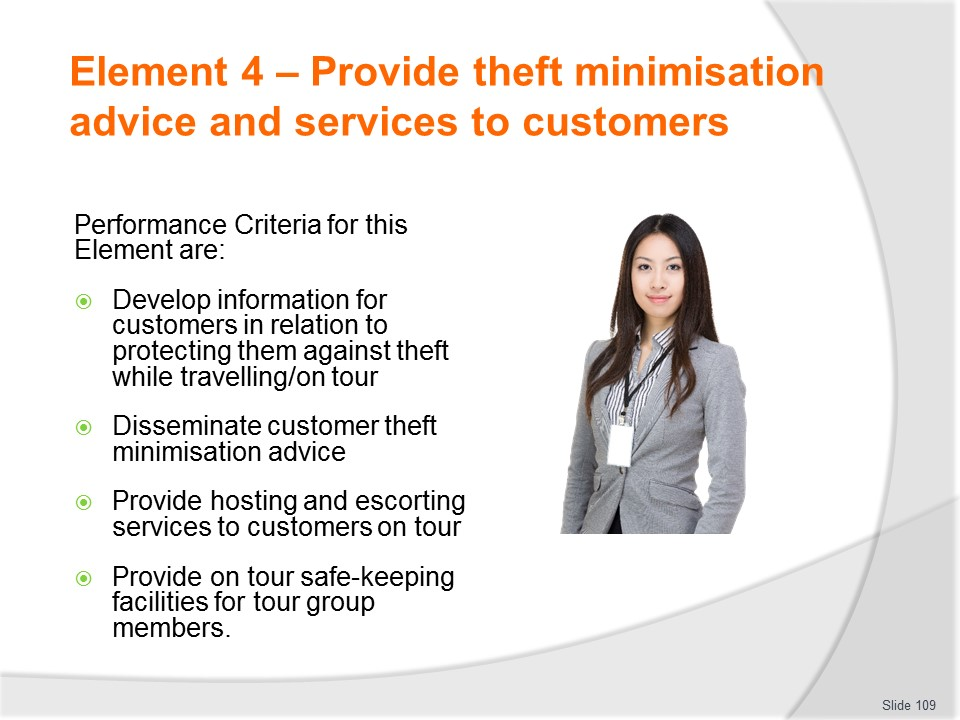 Element 4 – Provide theft minimisation
advice and services to customers
Performance Criteria for this
Element are:
Develop information for
customers in relation to
protecting them against theft
while travelling/on tour
Disseminate customer theft
minimisation advice
Provide hosting and escorting
services to customers on tour
Provide on tour safe-keeping
facilities for tour group
members.
Slide 109